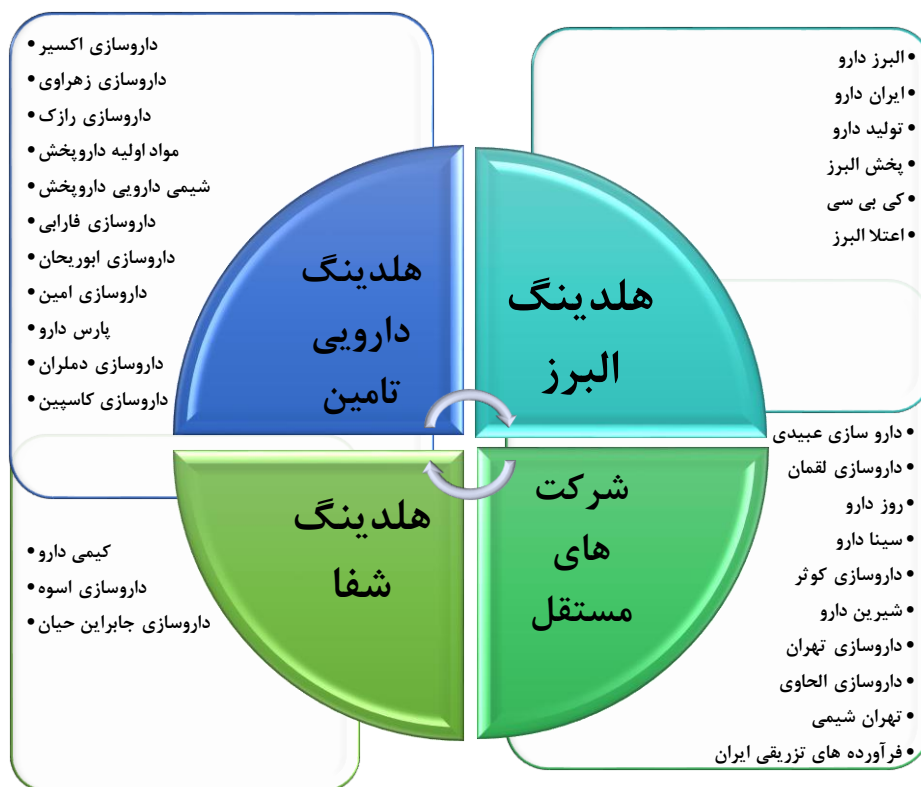 هلدینگ
البرز
• البرز دارو
• ایران دارو
• تولید دارو
• پخش البرز
• کی بی سی
• اعتلا البرز
هلدینگ
دارویی
تامین
• داروسازی اکسیر
• داروسازی زهراوی
• داروسازی رازک
• مواد اولیه داروپخش
• شیمی دارویی داروپخش
• داروسازی فارابی
• داروسازی ابوریحان
• داروسازی امین
• پارس دارو
• داروسازی دملران
• داروسازی کاسپین
شرکت
های
مستقل
• دارو سازی عبیدی
• داروسازی لقمان
• روز دارو
• سینا دارو
• داروسازی کوثر
• شیرین دارو
• داروسازی تهران
• داروسازی الحاوی
• تهران شیمی
• فرآورده های تزریقی ایران
هلدینگ
شفا
• کیمی دارو
• داروسازی اسوه
• داروسازی جابراین حیان